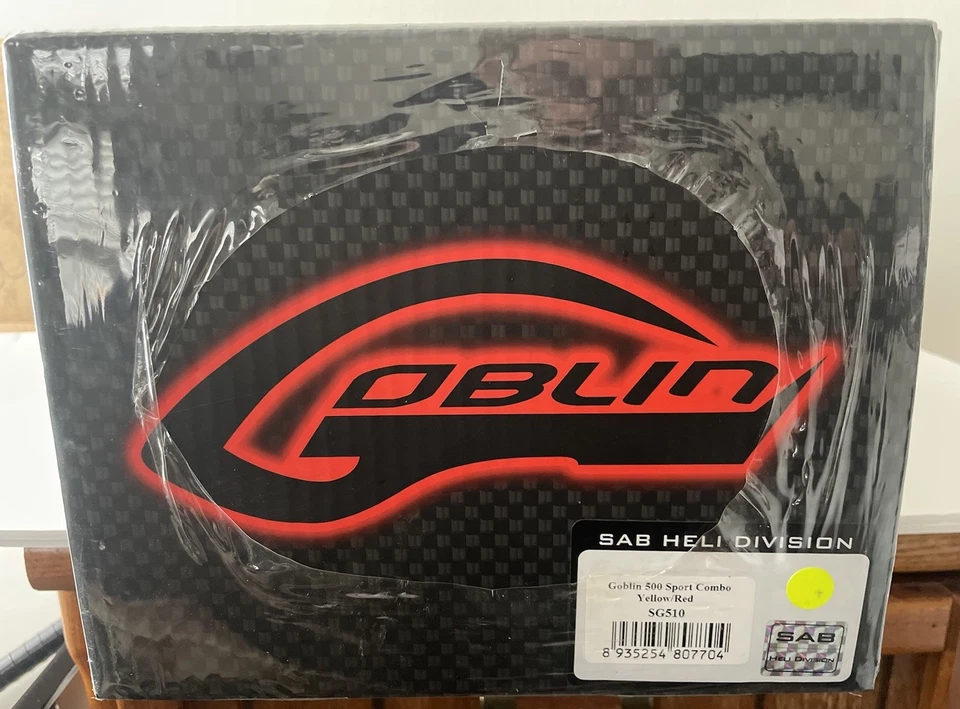 GOBLIN
SAB HELI DIVISION
Goblin 500 Sport Combo
Yellow/Red
SG510
8 935254 807704
SAB
HELI DIVISION